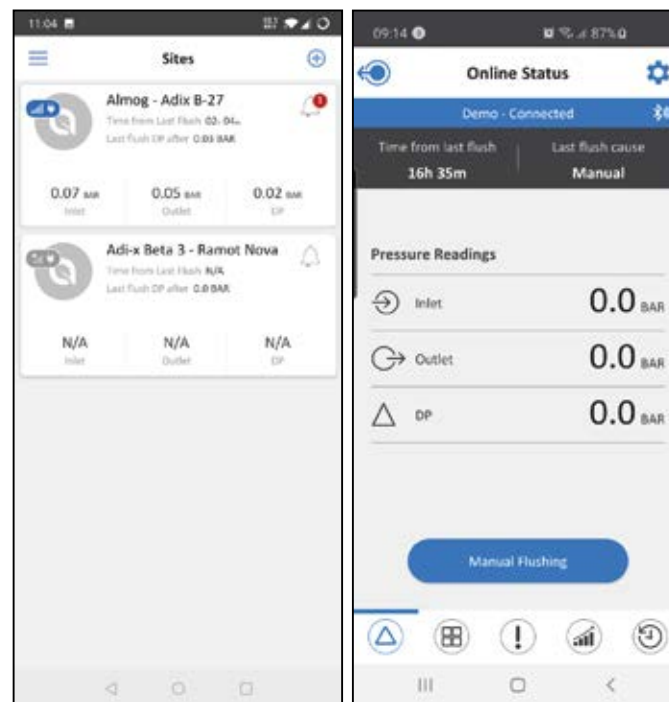 11:04
Sites
Almog - Adix B-27
Time from Last Flush 02:04...
Last flush DP after 0.03 BAR
0.07 BAR 0.05 BAR 0.02 BAR
Inlet Outlet DP
Adi-x Beta 3 - Ramot Nova
Time from Last Flush N/A
Last flush DP after 0.0 BAR
N/A N/A N/A
Inlet Outlet DP
09:14 87%
Online Status
Demo - Connected
Time from last flush Last flush cause
16h 35m Manual
Pressure Readings
Inlet 0.0 BAR
Outlet 0.0 BAR
DP 0.0 BAR
Manual Flushing